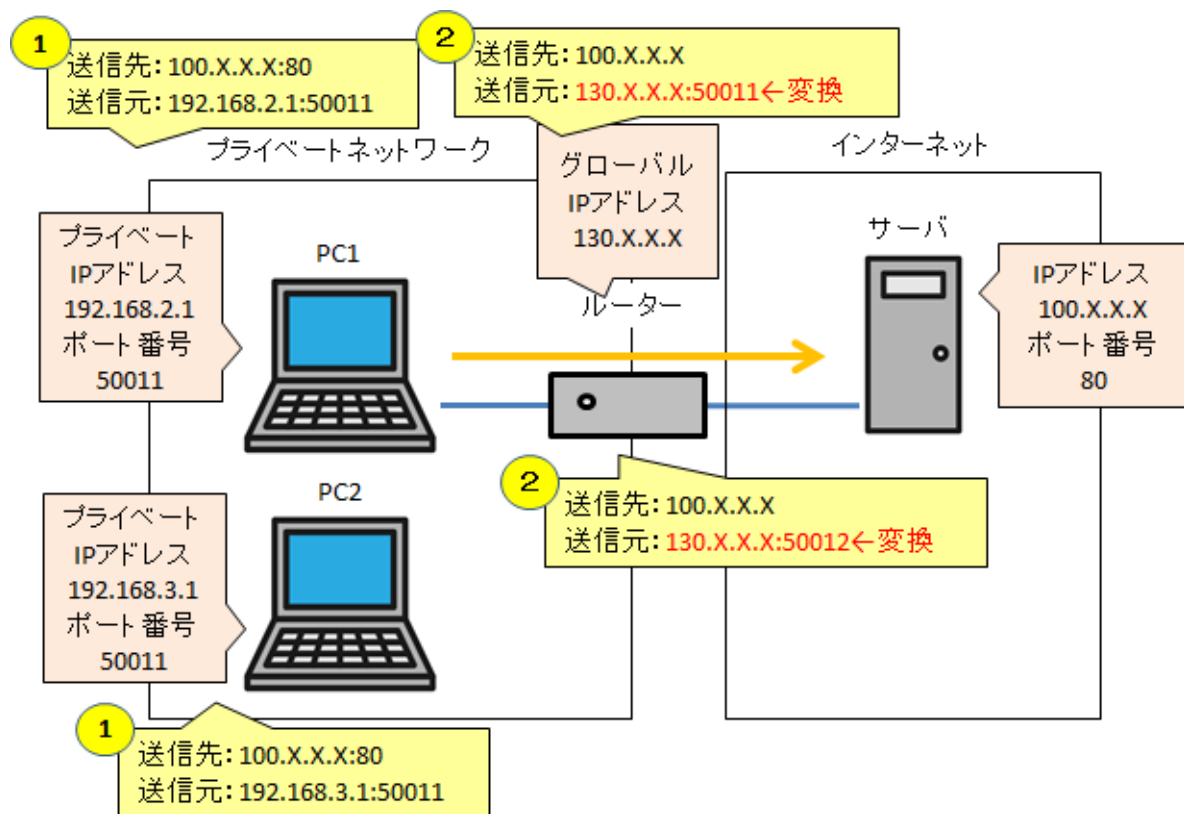 1
送信先：100.X.X.X:80
送信元：192.168.2.1:50011
2
送信先：100.X.X.X
送信元：130.X.X.X:50011←変換
プライベートネットワーク
インターネット
グローバル
IPアドレス
130.X.X.X
プライベート
IPアドレス
192.168.2.1
ポート番号
50011
PC1
ルーター
サーバ
IPアドレス
100.X.X.X
ポート番号
80
プライベート
IPアドレス
192.168.3.1
ポート番号
50011
PC2
2
送信先：100.X.X.X
送信元：130.X.X.X:50012←変換
1
送信先：100.X.X.X:80
送信元：192.168.3.1:50011